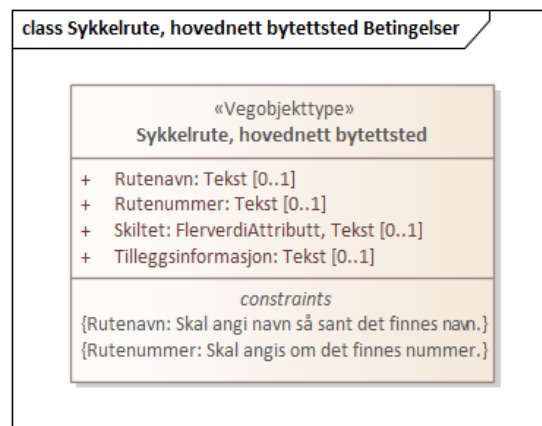 class Sykkelrute, hovednett bytettsted Betingelser
«Vegobjekttype»
Sykkelrute, hovednett bytettsted
+ Rutenavn: Tekst [0..1]
+ Rutenummer: Tekst [0..1]
+ Skiltet: FlerverdiAttributt, Tekst [0..1]
+ Tilleggsinformasjon: Tekst [0..1]
constraints
{Rutenavn: Skal angi navn så sant det finnes navn.}
{Rutenummer: Skal angis om det finnes nummer.}